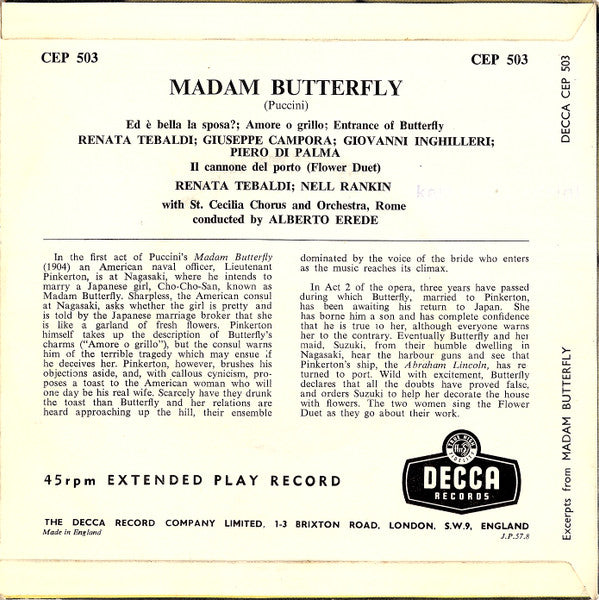 CEP 503
CEP 503
MADAM BUTTERFLY
(Puccini)
Ed è bella la sposa?; Amore o grillo; Entrance of Butterfly
RENATA TEBALDI; GIUSEPPE CAMPORA; GIOVANNI INGHILLERI;
PIERO DI PALMA
Il cannone del porto (Flower Duet)
RENATA TEBALDI; NELL RANKIN
with St. Cecilia Chorus and Orchestra, Rome
conducted by ALBERTO EREDE
In the first act of Puccini's Madam Butterfly
(1904) an American naval officer, Lieutenant
Pinkerton, is at Nagasaki, where he intends to
marry a Japanese girl, Cho-Cho-San, known as
Madam Butterfly. Sharpless, the American consul
at Nagasaki, asks whether the girl is pretty and
is told by the Japanese marriage broker that she
is like a garland of fresh flowers. Pinkerton
himself takes up the description of Butterfly's
charms ("Amore o grillo"), but the consul warns
him of the terrible tragedy which may ensue if
he deceives her. Pinkerton, however, brushes his
objections aside, and, with callous cynicism, pro-
poses a toast to the American woman who will
one day be his real wife. Scarcely have they drunk
the toast than Butterfly and her relations are
heard approaching up the hill, their ensemble
dominated by the voice of the bride who enters
as the music reaches its climax.
In Act 2 of the opera, three years have passed
during which Butterfly, married to Pinkerton,
has been awaiting his return to Japan. She
has borne him a son and has complete confidence
that he is true to her, although everyone warns
her to the contrary. Eventually Butterfly and her
maid, Suzuki, from their humble dwelling in
Nagasaki, hear the harbour guns and see that
Pinkerton's ship, the Abraham Lincoln, has re-
turned to port. Wild with excitement, Butterfly
declares that all the doubts have proved false,
and orders Suzuki to help her decorate the house
with flowers. The two women sing the Flower
Duet as they go about their work.
45rpm EXTENDED PLAY RECORD
DECCA
RECORDS
THE DECCA RECORD COMPANY LIMITED, 1-3 BRIXTON ROAD, LONDON, S.W.9, ENGLAND
Made in England
J.P.57.8
DECCA CEP 503
Excerpts from MADAM BUTTERFLY